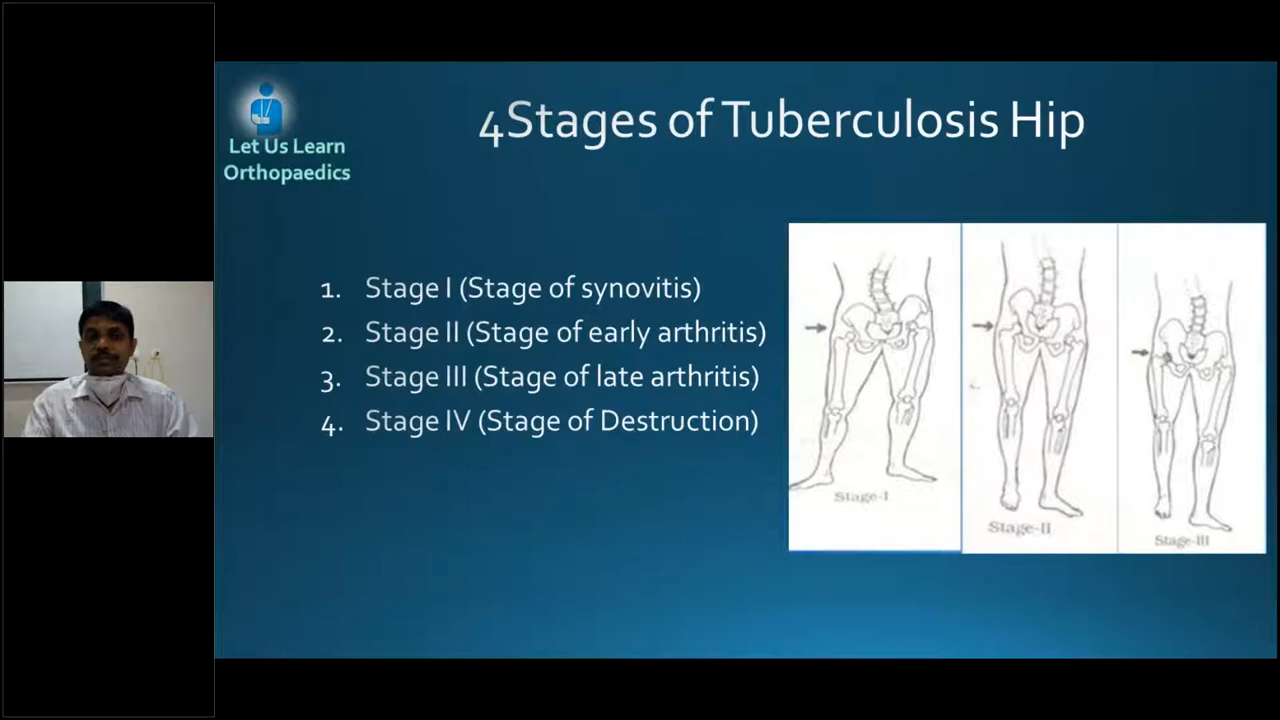 Let Us Learn
Orthopaedics
4Stages of Tuberculosis Hip
1. Stage I (Stage of synovitis)
2. Stage II (Stage of early arthritis)
3. Stage III (Stage of late arthritis)
4. Stage IV (Stage of Destruction)
Stage-I
Stage-II
Stage-III